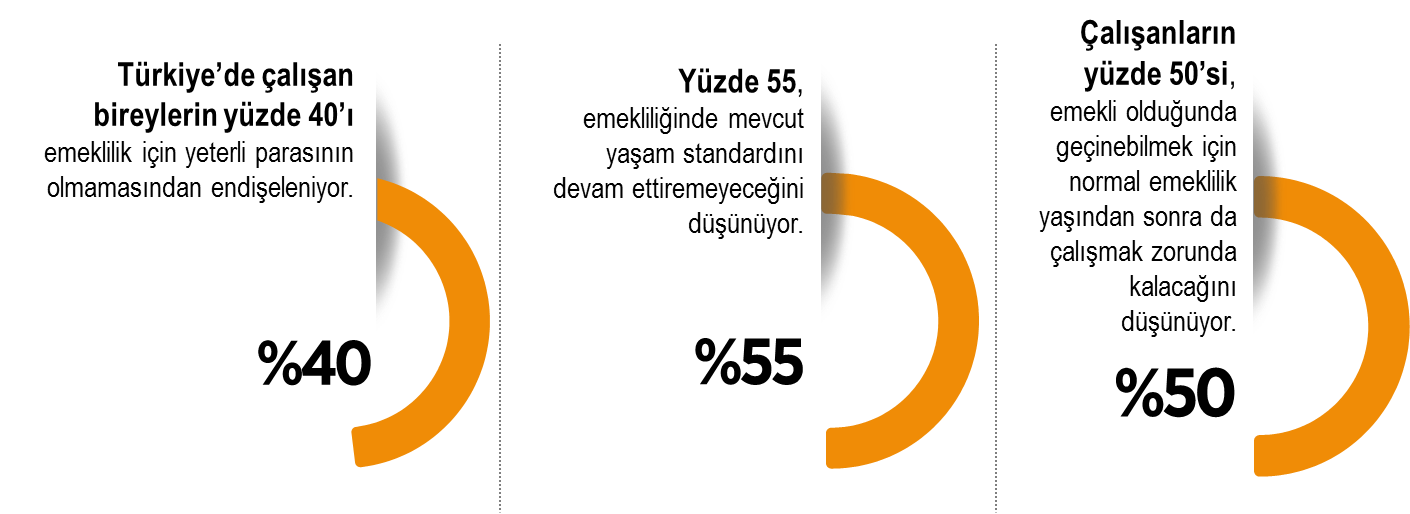 Türkiye’de çalışan
bireylerin yüzde 40’ı
emeklilik için yeterli parasının
olmamasından endişeleniyor.
%40
Yüzde 55,
emekliliğinde mevcut
yaşam standardını
devam ettiremeyeceğini
düşünüyor.
%55
Çalışanların
yüzde 50’si,
emekli olduğunda
geçinebilmek için
normal emeklilik
yaşından sonra da
çalışmak zorunda
kalacağını
düşünüyor.
%50